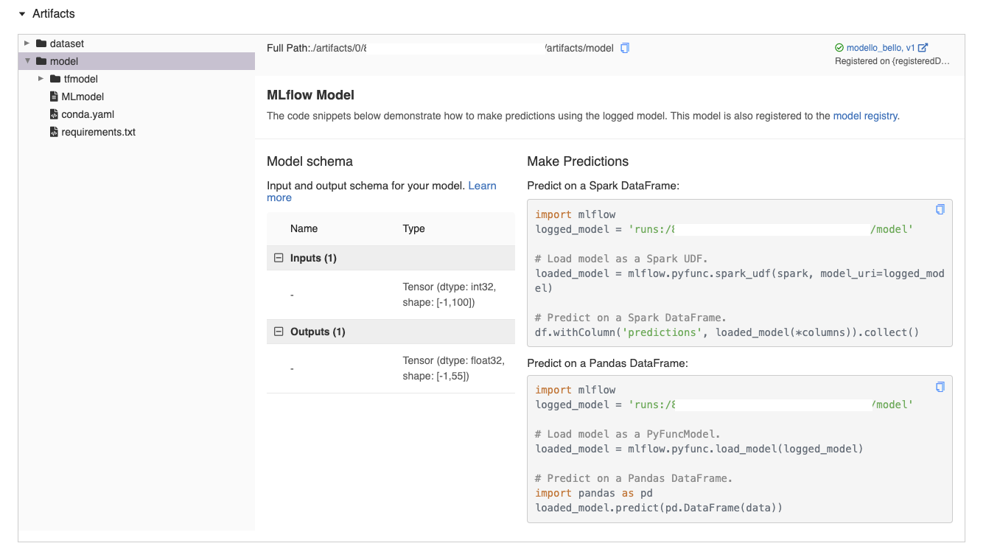 Artifacts
dataset
model
tfmodel
MLmodel
conda.yaml
requirements.txt
Full Path:./artifacts/0/8 /artifacts/model
modello_bello, v1
Registered on {registeredD...
MLflow Model
The code snippets below demonstrate how to make predictions using the logged model. This model is also registered to the model registry.
Model schema
Input and output schema for your model. Learn
more
Name Type
Inputs (1)
- Tensor (dtype: int32,
shape: [-1,100])
Outputs (1)
- Tensor (dtype: float32,
shape: [-1,55])
Make Predictions
Predict on a Spark DataFrame:
import mlflow
logged_model = 'runs:/8 /model'
# Load model as a Spark UDF.
loaded_model = mlflow.pyfunc.spark_udf(spark, model_uri=logged_mod
el)
# Predict on a Spark DataFrame.
df.withColumn('predictions', loaded_model(*columns)).collect()
Predict on a Pandas DataFrame:
import mlflow
logged_model = 'runs:/8 /model'
# Load model as a PyFuncModel.
loaded_model = mlflow.pyfunc.load_model(logged_model)
# Predict on a Pandas DataFrame.
import pandas as pd
loaded_model.predict(pd.DataFrame(data))